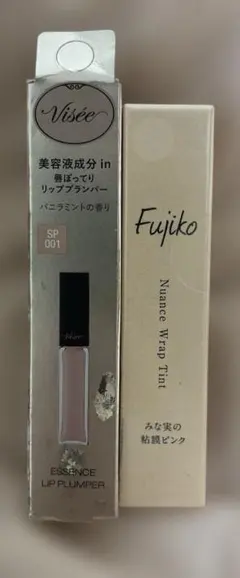 Visée
美容液成分 in
唇ぽってり
リッププランパー
バニラミントの香り
SP
001
Visée
ESSENCE
LIP PLUMPER
Fujiko
Nuance Wrap Tint
みな実の
粘膜ピンク